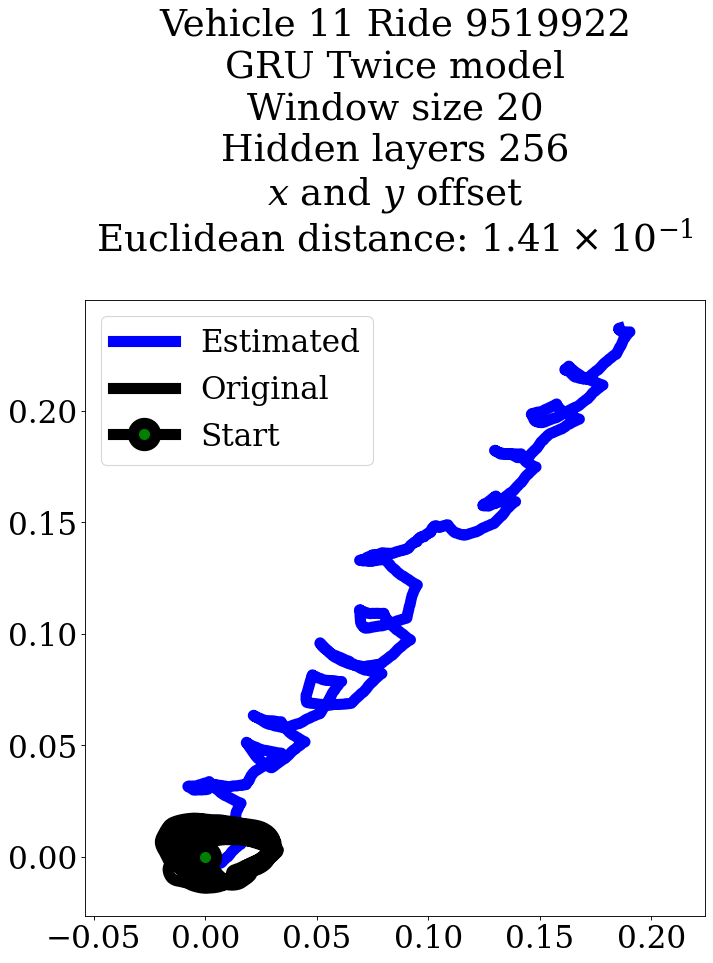 Vehicle 11 Ride 9519922
GRU Twice model
Window size 20
Hidden layers 256
x and y offset
Euclidean distance: 1.41 × 10⁻¹
Estimated
Original
Start
0.20
0.15
0.10
0.05
0.00
−0.05 0.00 0.05 0.10 0.15 0.20